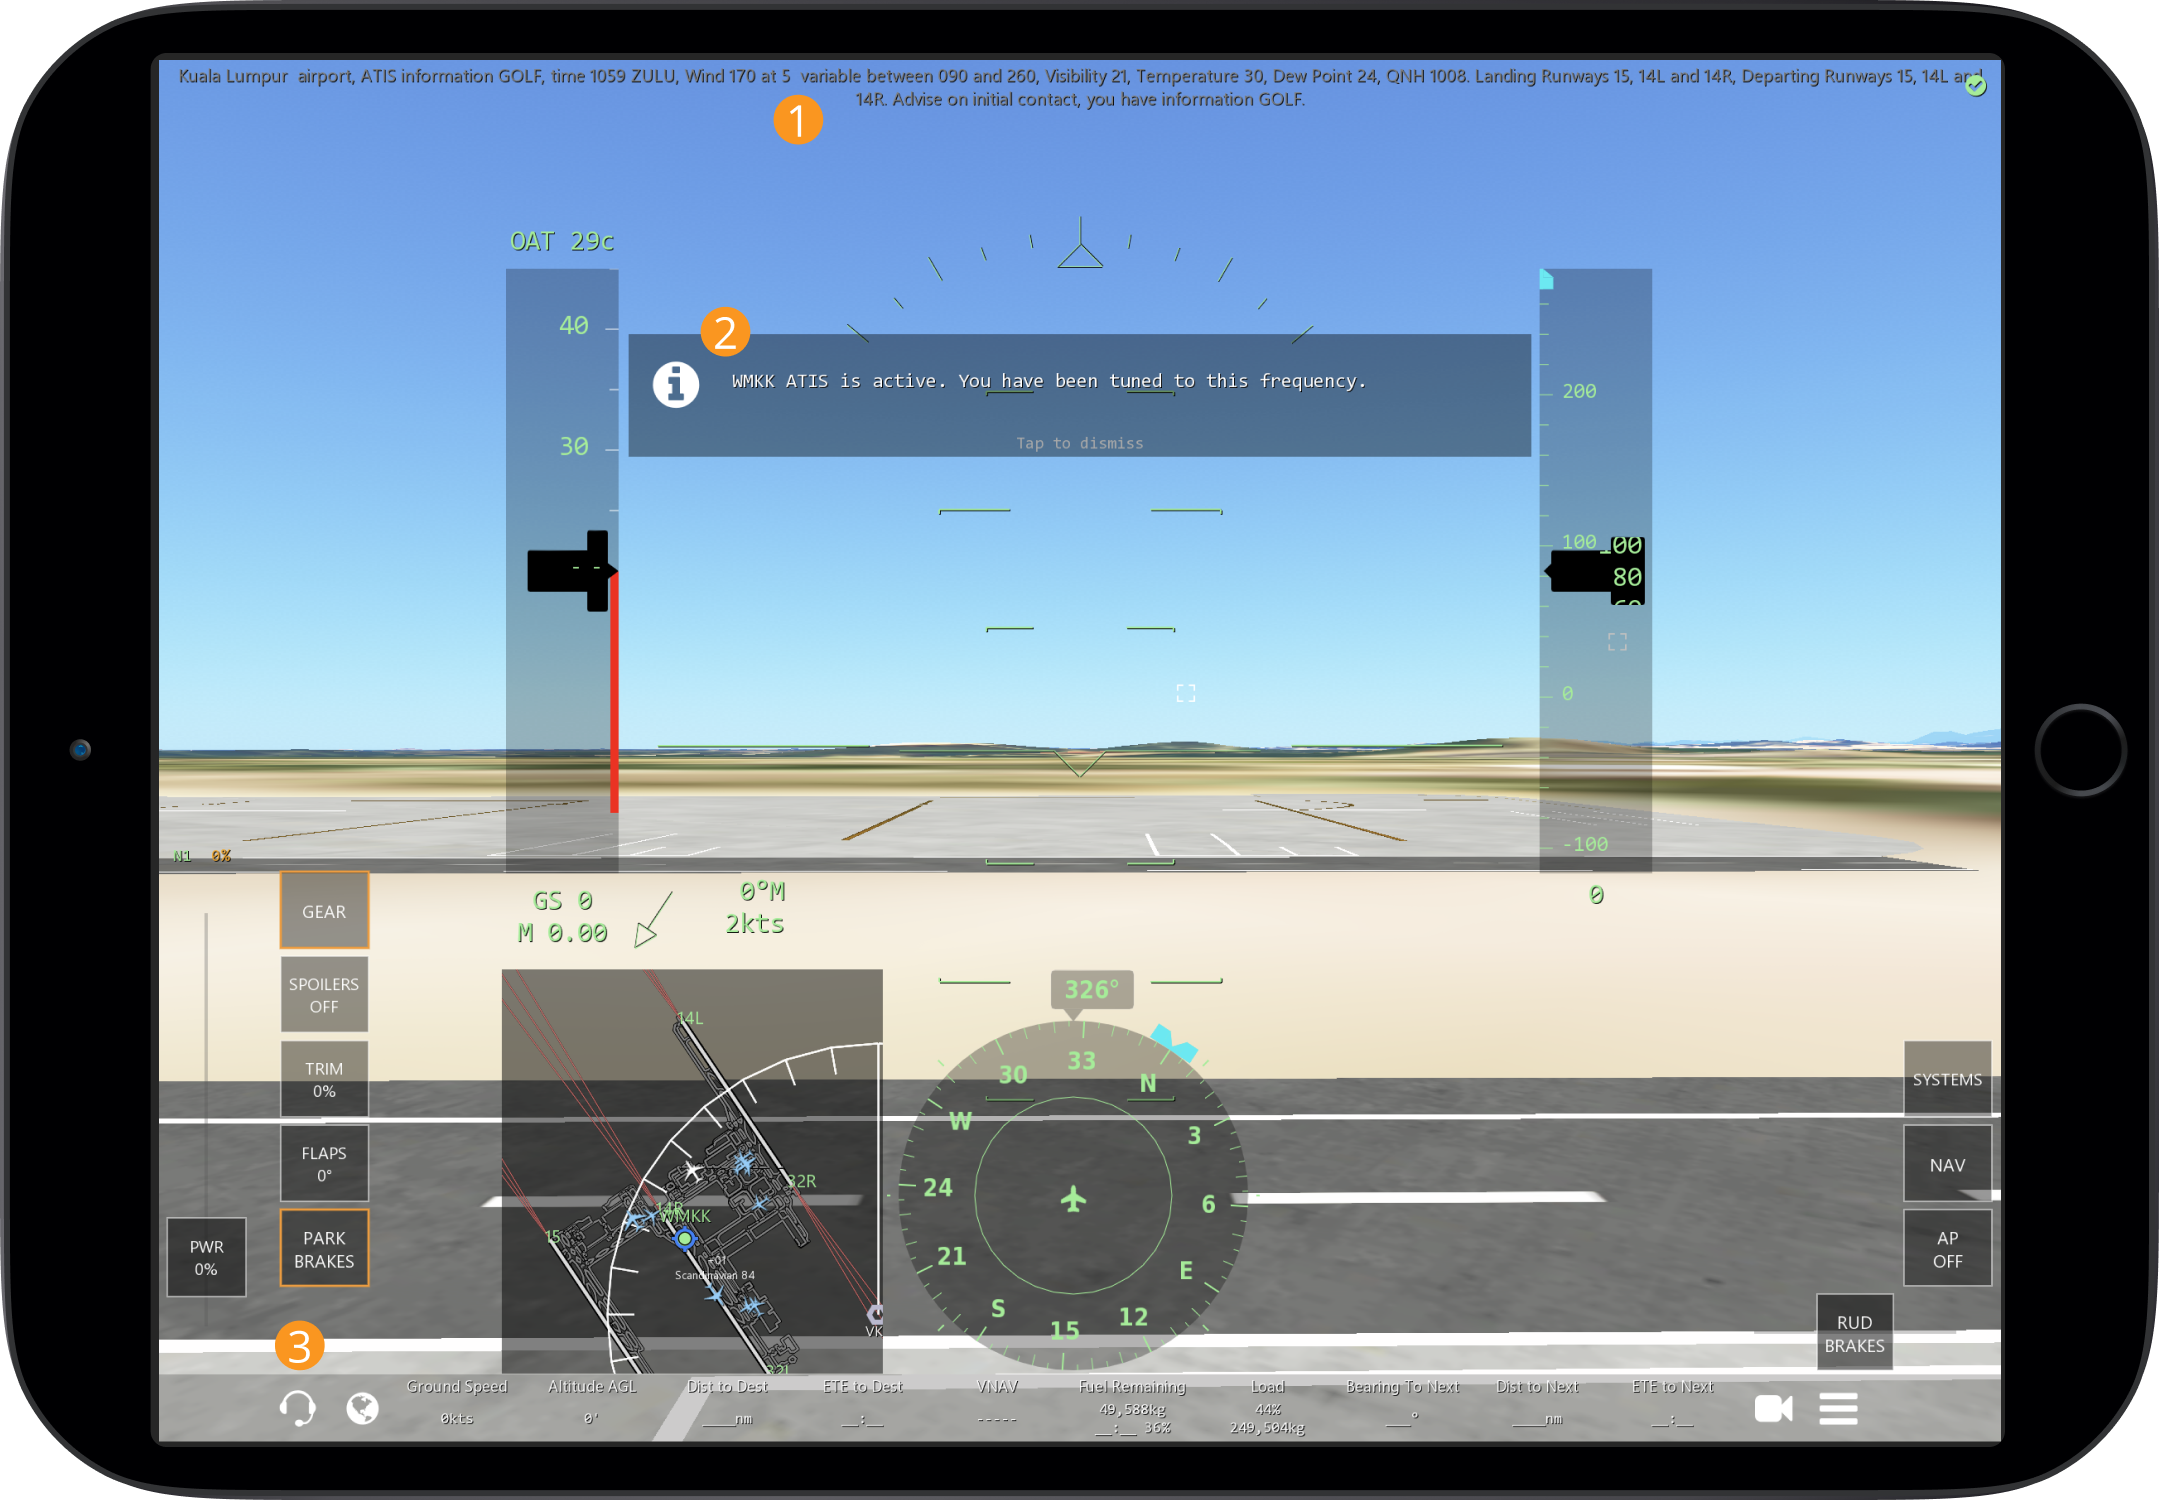 Kuala Lumpur  airport, ATIS information GOLF, time 1059 ZULU, Wind 170 at 5  variable between 090 and 260, Visibility 21, Temperature 30, Dew Point 24, QNH 1008. Landing Runways 15, 14L and 14R, Departing Runways 15, 14L and
14R. Advise on initial contact, you have information GOLF.
1
OAT 29c
40
30
2
WMKK ATIS is active. You have been tuned to this frequency.
Tap to dismiss
200
100
100
80
60
0
-100
0
- -
N1 0%
GEAR
SPOILERS
OFF
TRIM
0%
FLAPS
0°
PARK
BRAKES
PWR
0%
GS 0
M 0.00
0°M
2kts
14L
32R
14R
WMKK
15
+01
Scandinavian 84
VK
32L
326°
33
N
3
6
E
12
15
S
21
24
W
30
SYSTEMS
NAV
AP
OFF
RUD
BRAKES
3
Ground Speed
0kts
Altitude AGL
0'
Dist to Dest
____nm
ETE to Dest
__:__
VNAV
-----
Fuel Remaining
49,588kg
__:__ 36%
Load
44%
249,504kg
Bearing To Next
___°
Dist to Next
____nm
ETE to Next
__:__